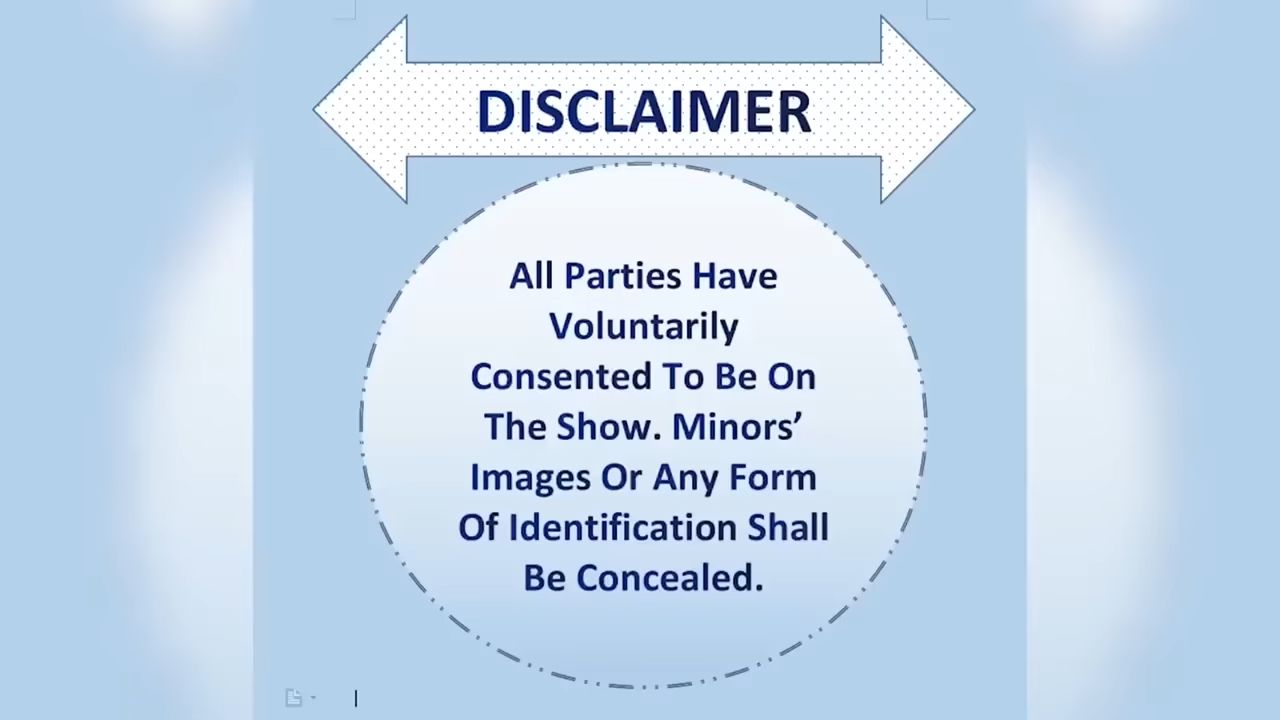 DISCLAIMER
All Parties Have
Voluntarily
Consented To Be On
The Show. Minors’
Images Or Any Form
Of Identification Shall
Be Concealed.